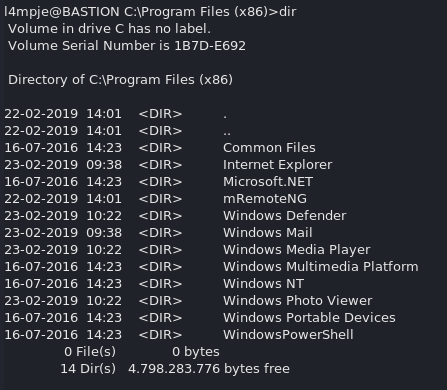 l4mpje@BASTION C:\Program Files (x86)>dir
Volume in drive C has no label.
Volume Serial Number is 1B7D-E692
Directory of C:\Program Files (x86)
22-02-2019 14:01 <DIR> .
22-02-2019 14:01 <DIR> ..
16-07-2016 14:23 <DIR> Common Files
23-02-2019 09:38 <DIR> Internet Explorer
16-07-2016 14:23 <DIR> Microsoft.NET
22-02-2019 14:01 <DIR> mRemoteNG
23-02-2019 10:22 <DIR> Windows Defender
23-02-2019 09:38 <DIR> Windows Mail
23-02-2019 10:22 <DIR> Windows Media Player
16-07-2016 14:23 <DIR> Windows Multimedia Platform
16-07-2016 14:23 <DIR> Windows NT
23-02-2019 10:22 <DIR> Windows Photo Viewer
16-07-2016 14:23 <DIR> Windows Portable Devices
16-07-2016 14:23 <DIR> WindowsPowerShell
0 File(s) 0 bytes
14 Dir(s) 4.798.283.776 bytes free